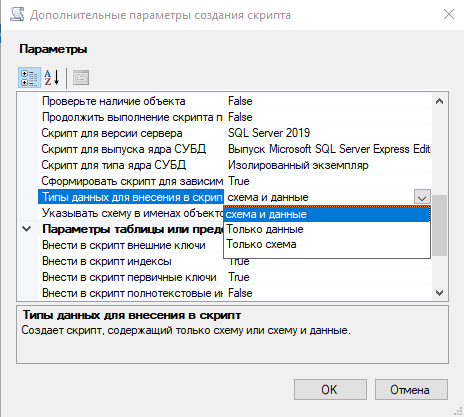 Дополнительные параметры создания скрипта
Параметры
Проверьте наличие объекта False
Продолжить выполнение скрипта п False
Скрипт для версии сервера SQL Server 2019
Скрипт для выпуска ядра СУБД Выпуск Microsoft SQL Server Express Edit
Скрипт для типа ядра СУБД Изолированный экземпляр
Сформировать скрипт для зависим True
Типы данных для внесения в скрип схема и данные
Указывать схему в именах объекто
схема и данные
Только данные
Только схема
Параметры таблицы или пред
Внести в скрипт внешние ключи
Внести в скрипт индексы True
Внести в скрипт первичные ключи True
Внести в скрипт полнотекстовые ин False
Типы данных для внесения в скрипт
Создает скрипт, содержащий только схему или схему и данные.
OK Отмена